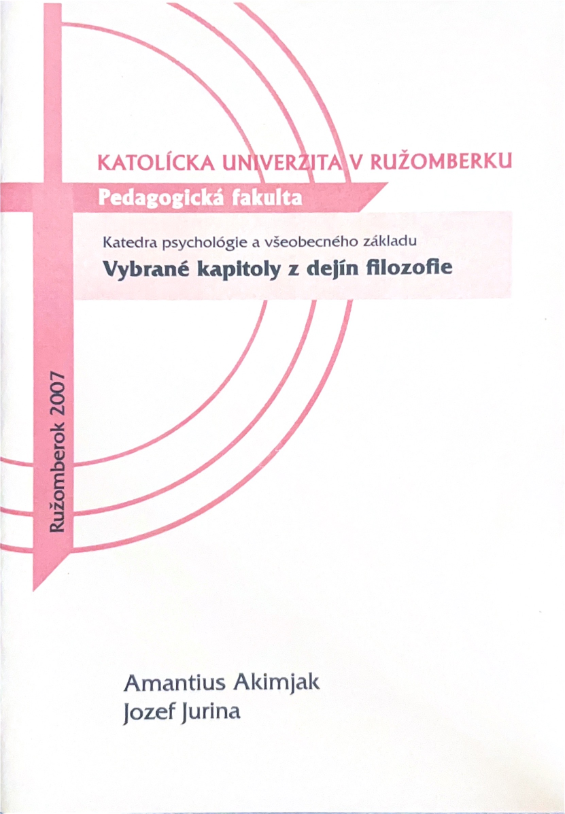 KATOLÍCKA UNIVERZITA V RUŽOMBERKU
Pedagogická fakulta
Katedra psychológie a všeobecného základu
Vybrané kapitoly z dejín filozofie
Ružomberok 2007
Amantius Akimjak
Jozef Jurina